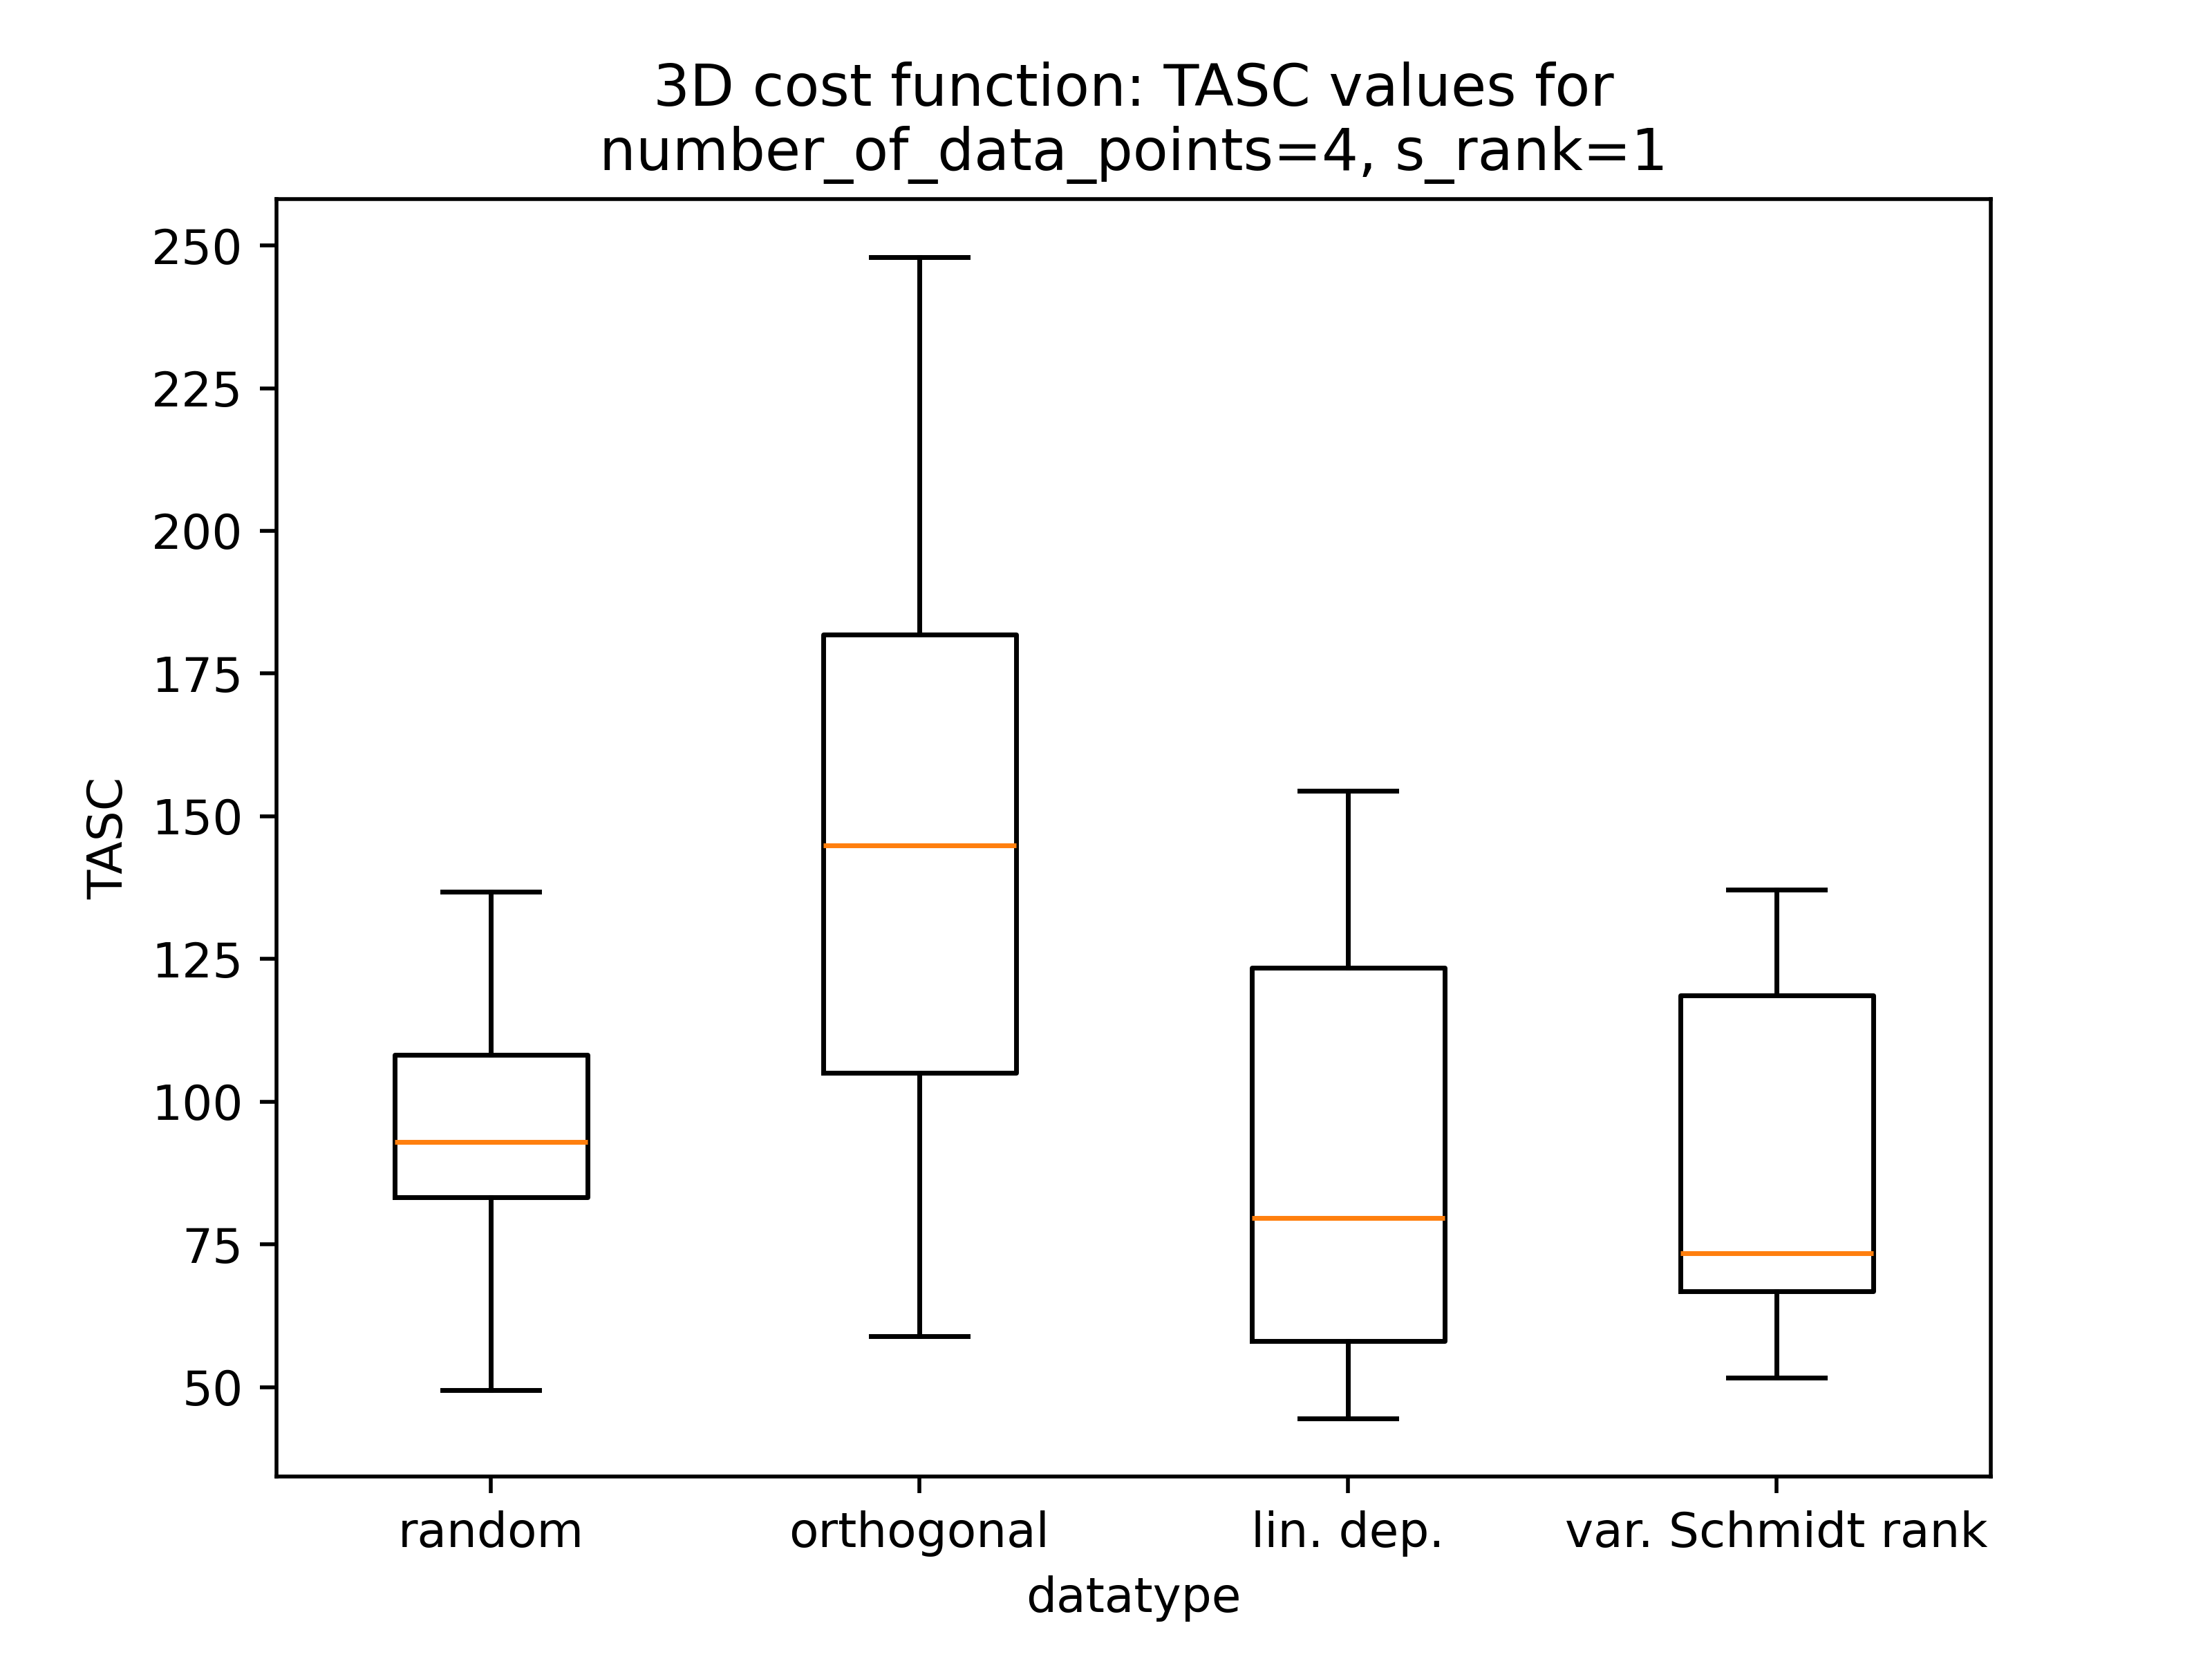 3D cost function: TASC values for
number_of_data_points=4, s_rank=1
TASC
250
225
200
175
150
125
100
75
50
random
orthogonal
lin. dep.
var. Schmidt rank
datatype